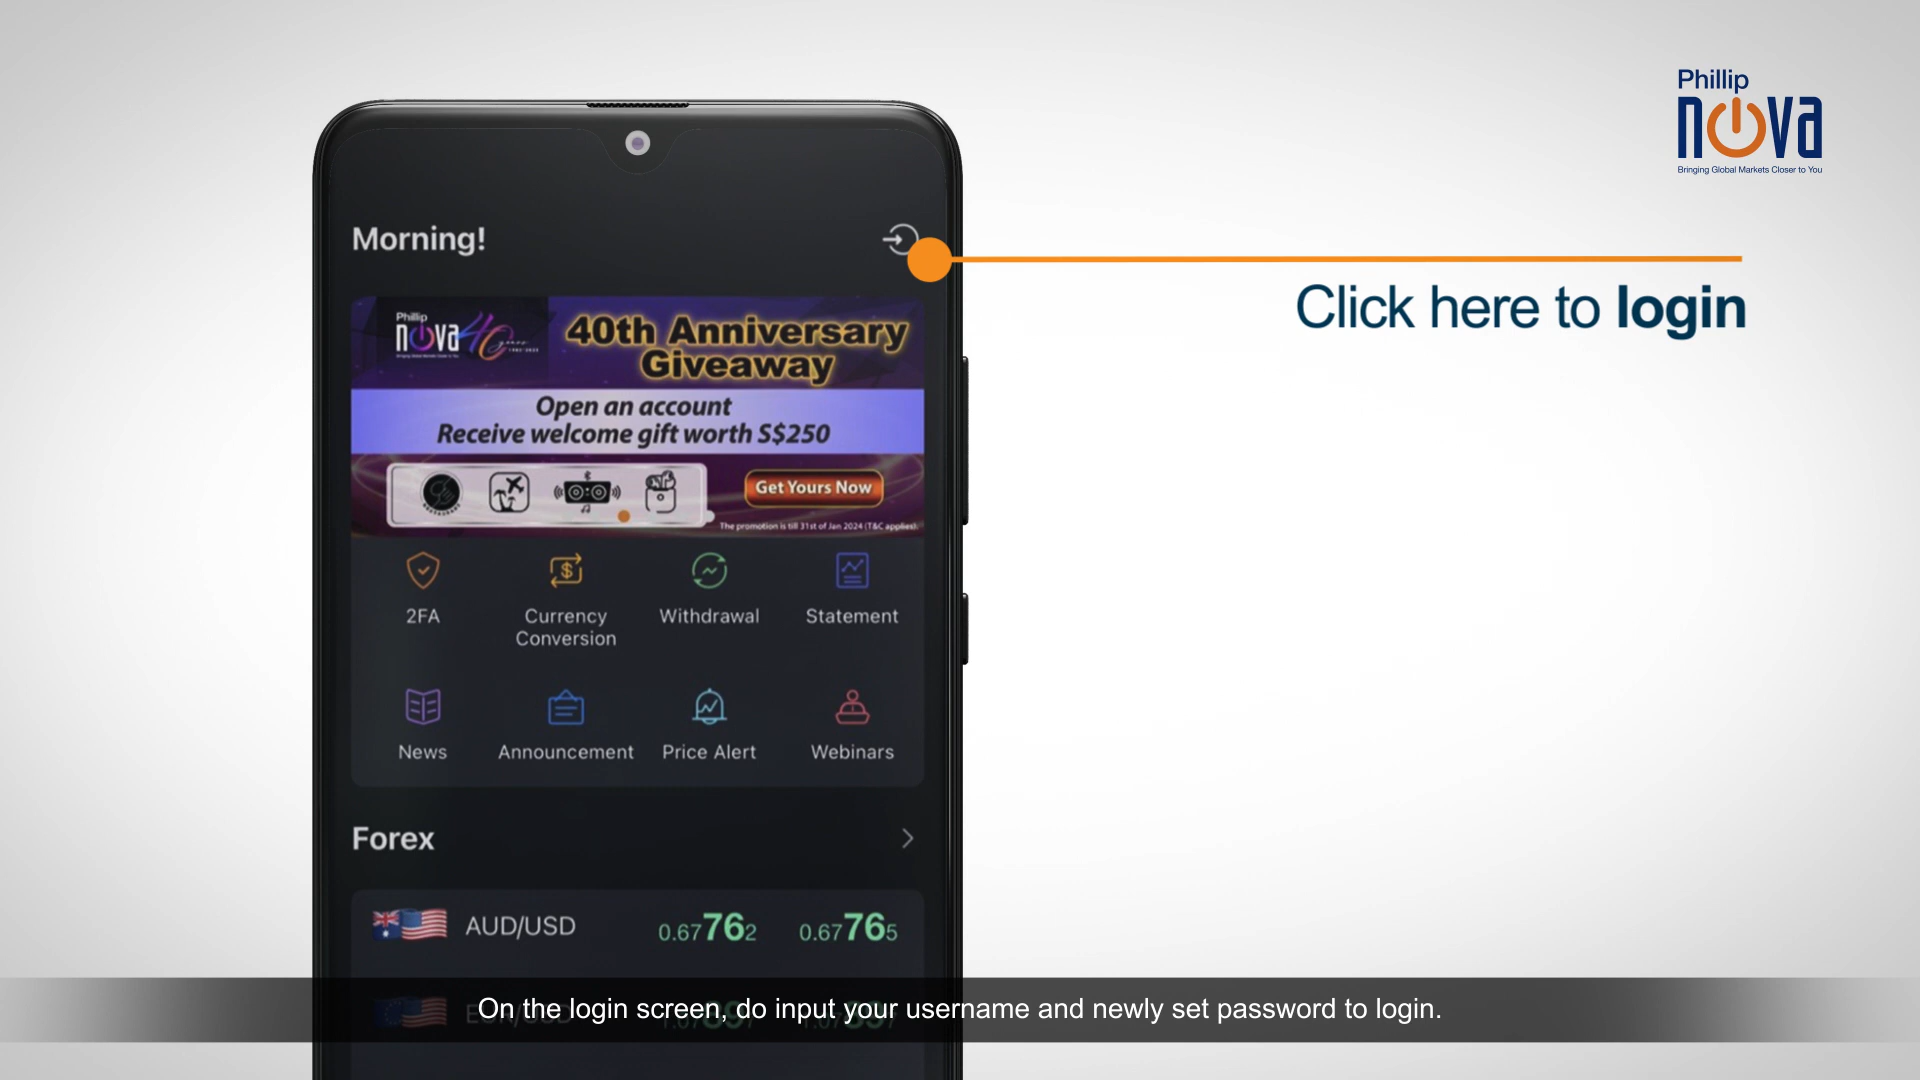 Phillip
nova
Bringing Global Markets Closer to You
Morning!
Click here to login
Phillip
nova 40 years
40th Anniversary
Giveaway
Open an account
Receive welcome gift worth S$250
Get Yours Now
The promotion is till 31st of Jan 2024 (T&C applies).
2FA
Currency
Conversion
Withdrawal
Statement
News
Announcement
Price Alert
Webinars
Forex
AUD/USD
0.67762
0.67765
On the login screen, do input your username and newly set password to login.